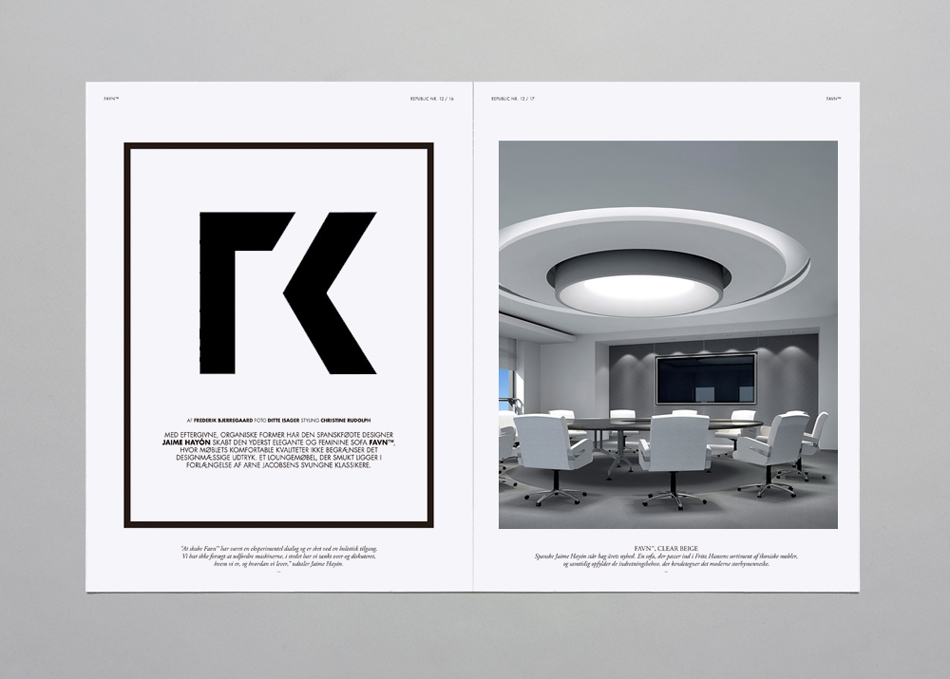 FAVN™
REPUBLIC NR. 12 / 16
AF FREDERIK BJERREGAARD FOTO DITTE ISAGER STYLING CHRISTINE RUDOLPH
MED EFTERGIVNE, ORGANISKE FORMER HAR DEN SPANSKFØDTE DESIGNER
JAIME HAYÓN SKABT DEN YDERST ELEGANTE OG FEMININE SOFA FAVN™,
HVOR MØBLETS KOMFORTABLE KVALITETER IKKE BEGRÆNSER DET
DESIGNMÆSSIGE UDTRYK. ET LOUNGEMØBEL, DER SMUKT LIGGER I
FORLÆNGELSE AF ARNE JACOBSENS SVUNGNE KLASSIKERE.
"At skabe Favn™ har været en eksperimentel dialog og er sket ved en holistisk tilgang.
Vi har ikke forsøgt at udfordre maskinerne, i stedet har vi tænkt over og diskuteret,
hvem vi er, og hvordan vi lever," udtaler Jaime Hayón.
REPUBLIC NR. 12 / 17
FAVN™
FAVN™, CLEAR BEIGE
Spanske Jaime Hayón står bag årets nyhed. En sofa, der passer ind i Fritz Hansens sortiment af ikoniske møbler,
og samtidig opfylder de indretningsbehov, der kendetegner det moderne storbymenneske.